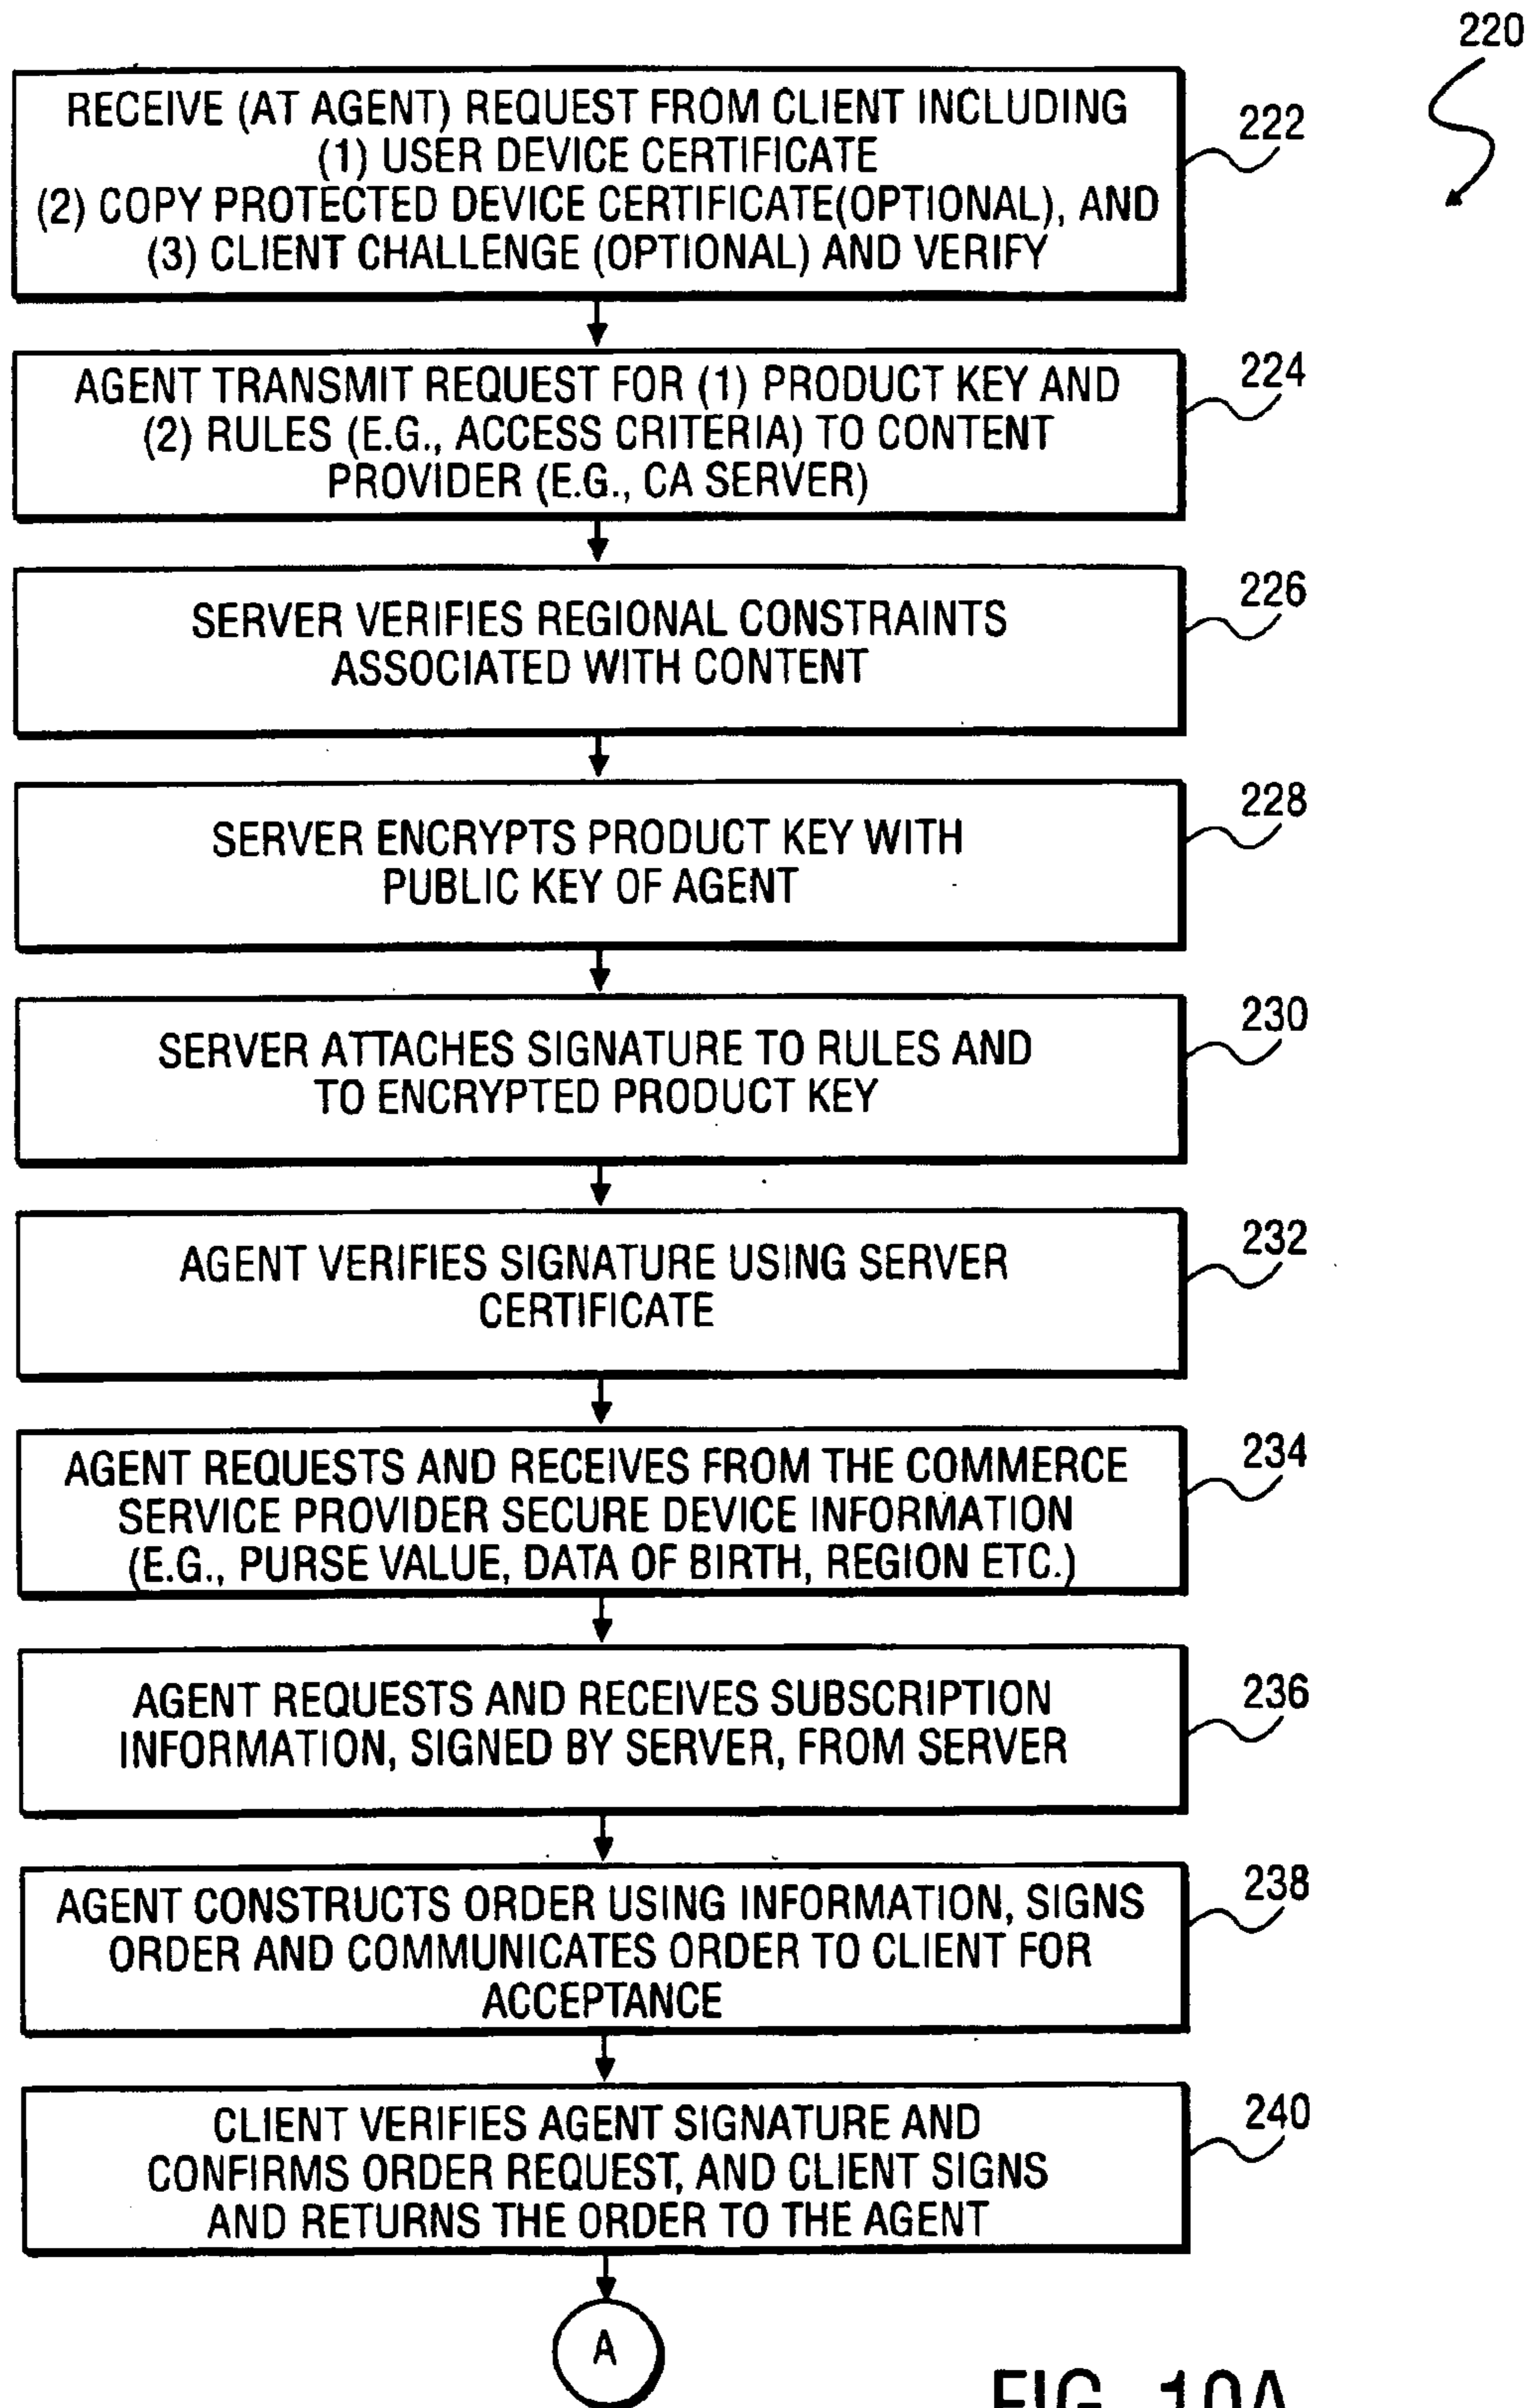 220
RECEIVE (AT AGENT) REQUEST FROM CLIENT INCLUDING
(1) USER DEVICE CERTIFICATE
(2) COPY PROTECTED DEVICE CERTIFICATE(OPTIONAL), AND
(3) CLIENT CHALLENGE (OPTIONAL) AND VERIFY
222
AGENT TRANSMIT REQUEST FOR (1) PRODUCT KEY AND
(2) RULES (E.G., ACCESS CRITERIA) TO CONTENT
PROVIDER (E.G., CA SERVER)
224
SERVER VERIFIES REGIONAL CONSTRAINTS
ASSOCIATED WITH CONTENT
226
SERVER ENCRYPTS PRODUCT KEY WITH
PUBLIC KEY OF AGENT
228
SERVER ATTACHES SIGNATURE TO RULES AND
TO ENCRYPTED PRODUCT KEY
230
AGENT VERIFIES SIGNATURE USING SERVER
CERTIFICATE
232
AGENT REQUESTS AND RECEIVES FROM THE COMMERCE
SERVICE PROVIDER SECURE DEVICE INFORMATION
(E.G., PURSE VALUE, DATA OF BIRTH, REGION ETC.)
234
AGENT REQUESTS AND RECEIVES SUBSCRIPTION
INFORMATION, SIGNED BY SERVER, FROM SERVER
236
AGENT CONSTRUCTS ORDER USING INFORMATION, SIGNS
ORDER AND COMMUNICATES ORDER TO CLIENT FOR
ACCEPTANCE
238
CLIENT VERIFIES AGENT SIGNATURE AND
CONFIRMS ORDER REQUEST, AND CLIENT SIGNS
AND RETURNS THE ORDER TO THE AGENT
240
A
FIG. 10A